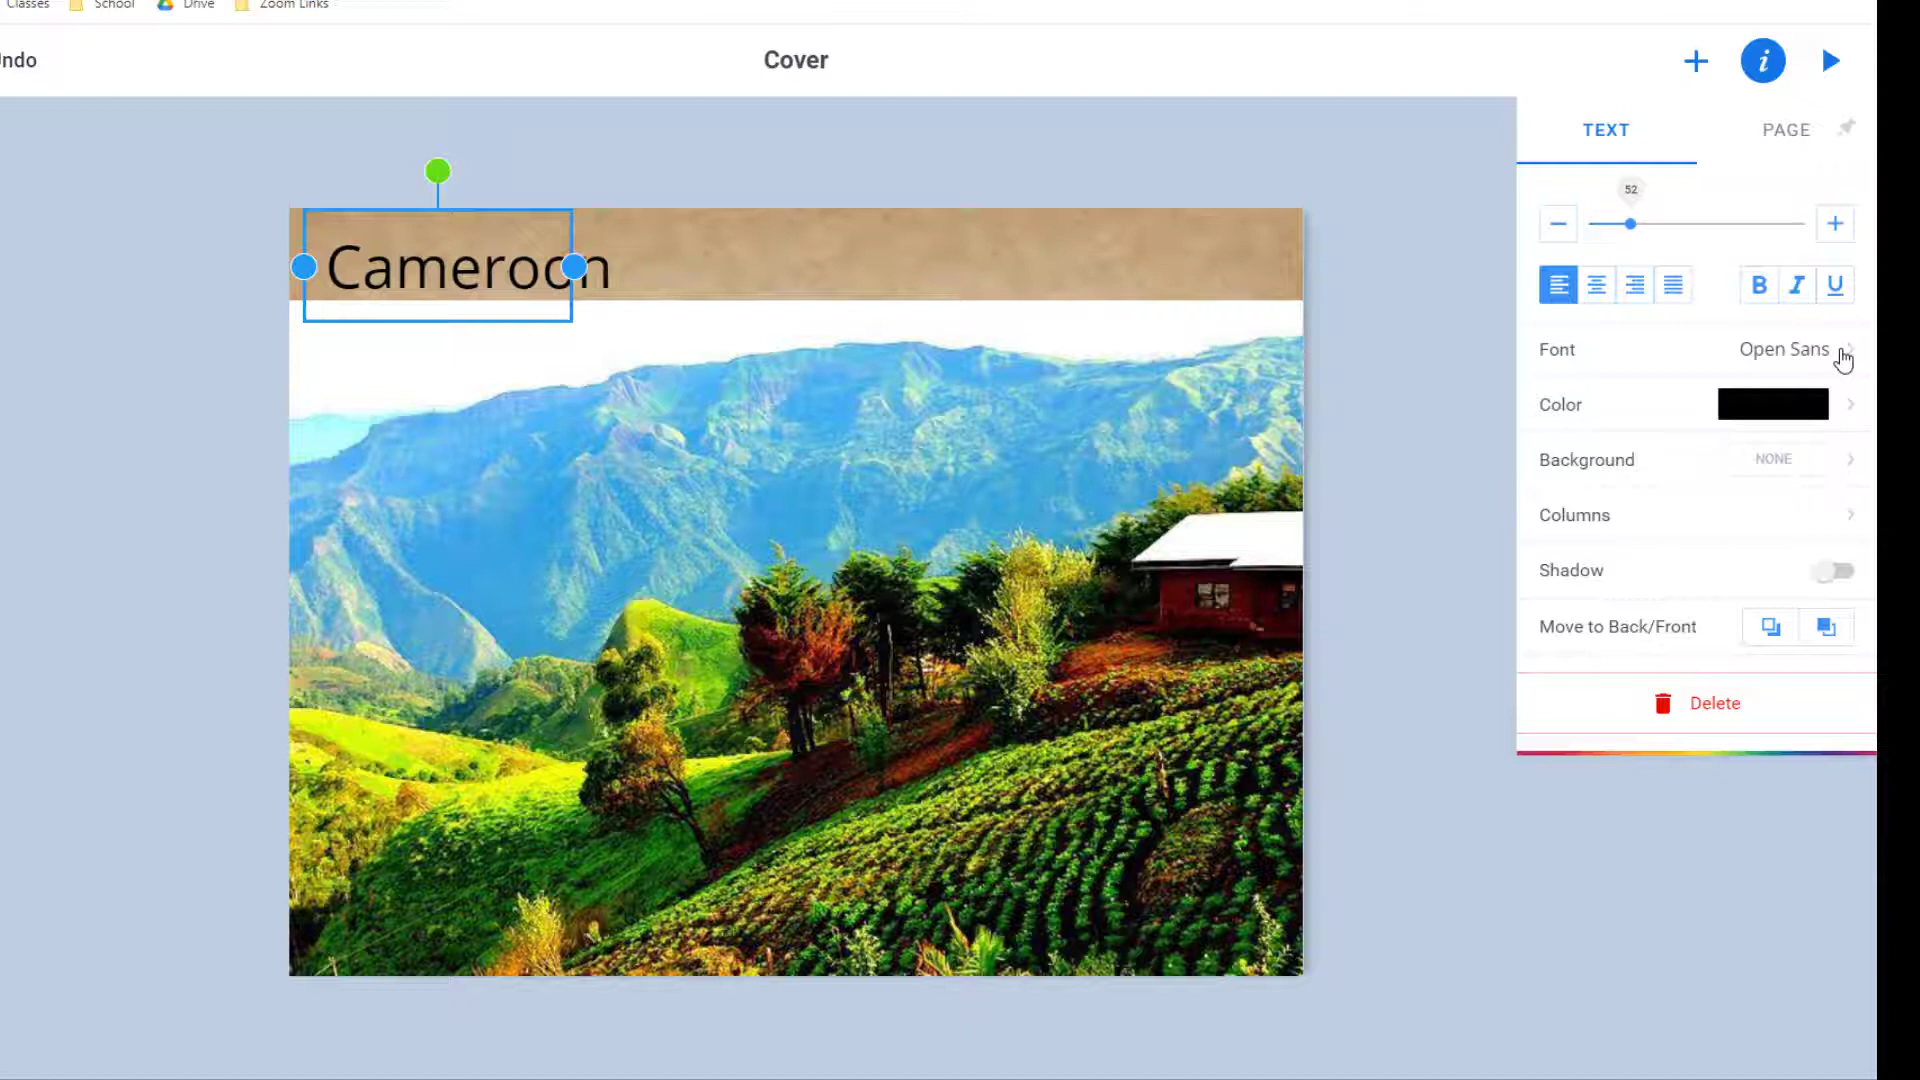 Classes School Drive Zoom Links
Undo
Cover
TEXT PAGE
52
B I U
Font Open Sans
Color
Background NONE
Columns
Shadow
Move to Back/Front
Delete
Cameroon